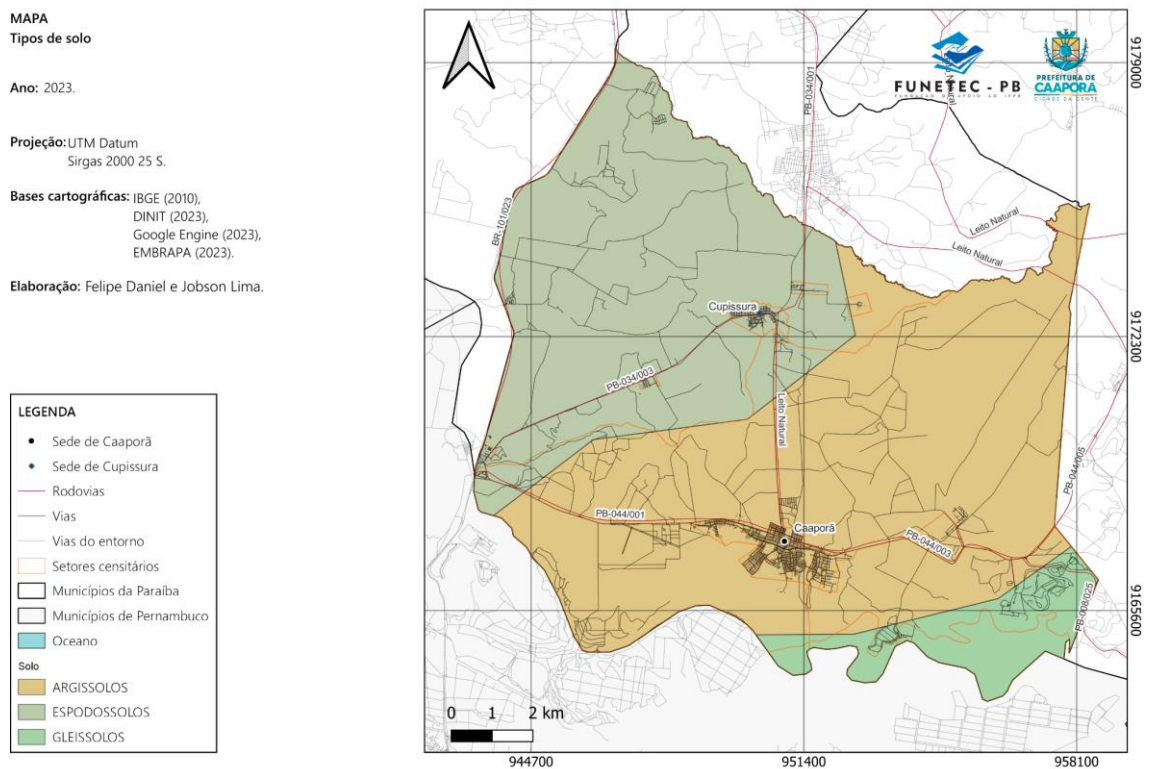 MAPA
Tipos de solo
Ano: 2023.
Projeção: UTM Datum
Sirgas 2000 25 S.
Bases cartográficas: IBGE (2010),
DINIT (2023),
Google Engine (2023),
EMBRAPA (2023).
Elaboração: Felipe Daniel e Jobson Lima.
LEGENDA
Sede de Caaporã
Sede de Cupissura
Rodovias
Vias
Vias do entorno
Setores censitários
Municípios da Paraíba
Municípios de Pernambuco
Oceano
Solo
ARGISSOLOS
ESPODOSSOLOS
GLEISSOLOS
FUNETEC - PB
PREFEITURA DE
CAAPORA
CIDADE DA GENTE
PB-034/001
Leito Natural
Leito Natural
BR-101/023
Cupissura
PB-034/003
Leito Natural
PB-044/001
Caaporã
PB-044/003
PB-044/005
PB-008/025
0 1 2 km
944700
951400
958100
9179000
9172300
9165600